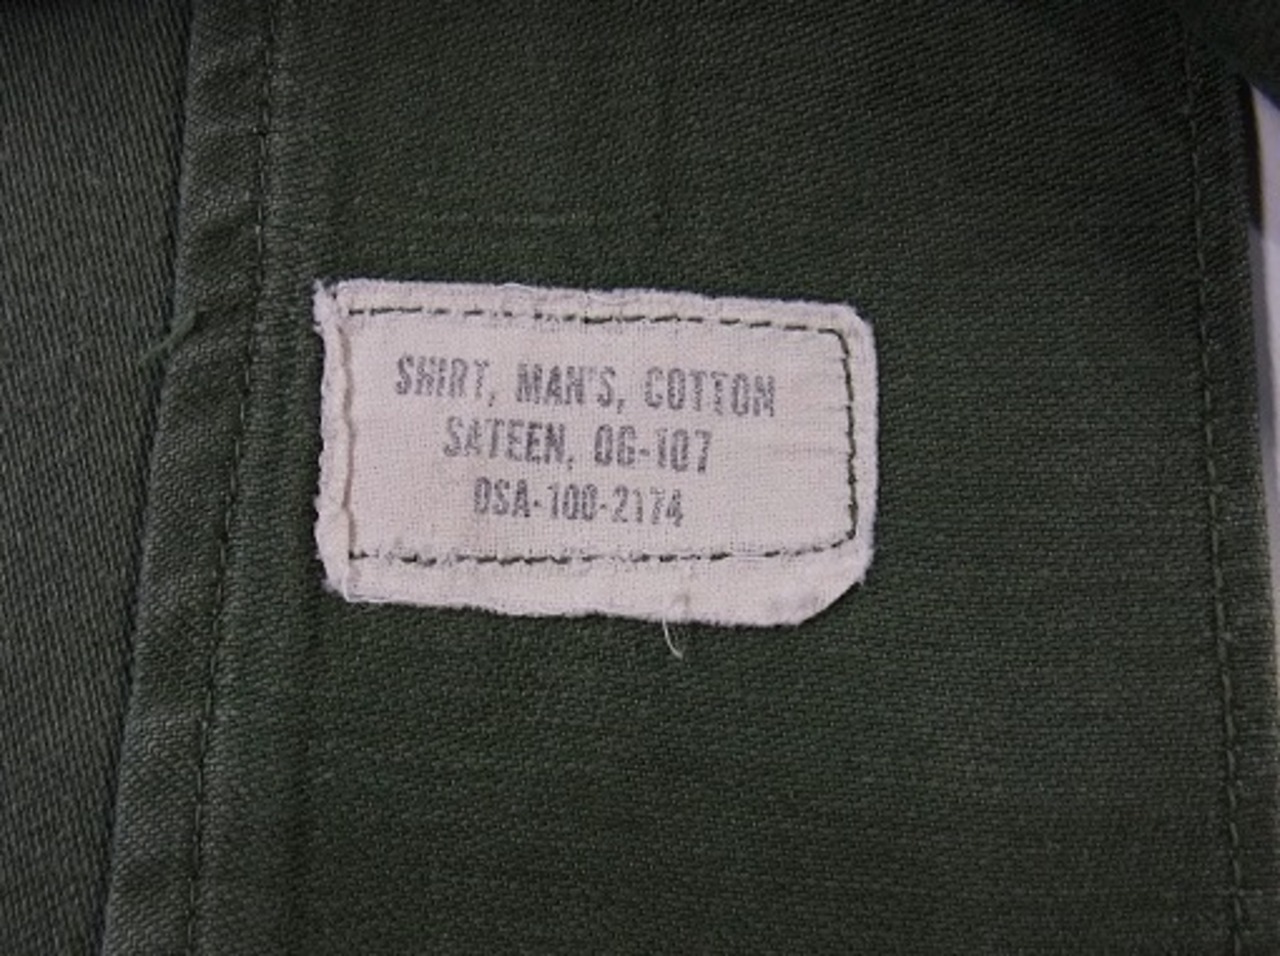 SHIRT, MAN'S, COTTON
SATEEN, OG-107
DSA-100-2174